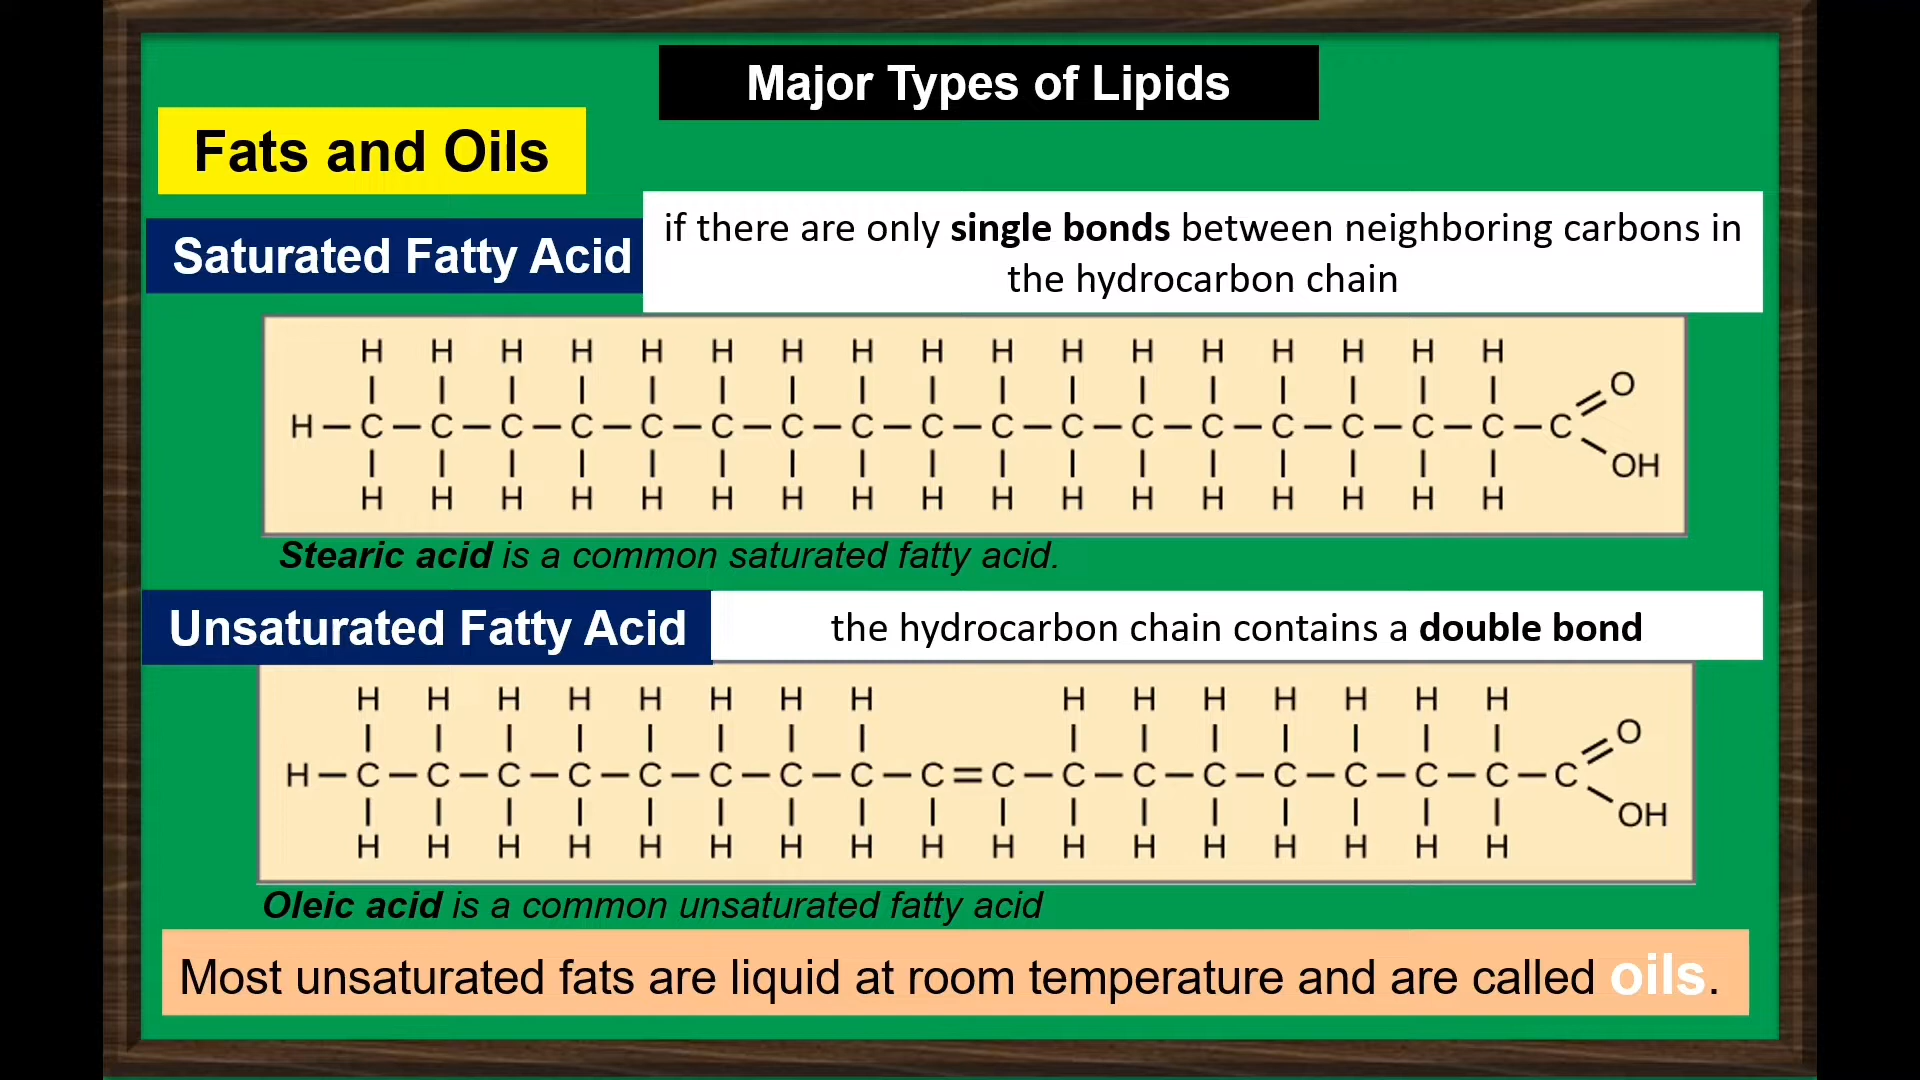 Major Types of Lipids
Fats and Oils
Saturated Fatty Acid
if there are only single bonds between neighboring carbons in
the hydrocarbon chain
H H H H H H H H H H H H H H H H H
O
H — C — C — C — C — C — C — C — C — C — C — C — C — C — C — C — C — C — C
OH
H H H H H H H H H H H H H H H H H
Stearic acid is a common saturated fatty acid.
Unsaturated Fatty Acid
the hydrocarbon chain contains a double bond
H H H H H H H H H H H H H H H
O
H — C — C — C — C — C — C — C — C — C = C — C — C — C — C — C — C — C — C
OH
H H H H H H H H H H H H H H H H H
Oleic acid is a common unsaturated fatty acid
Most unsaturated fats are liquid at room temperature and are called oils.